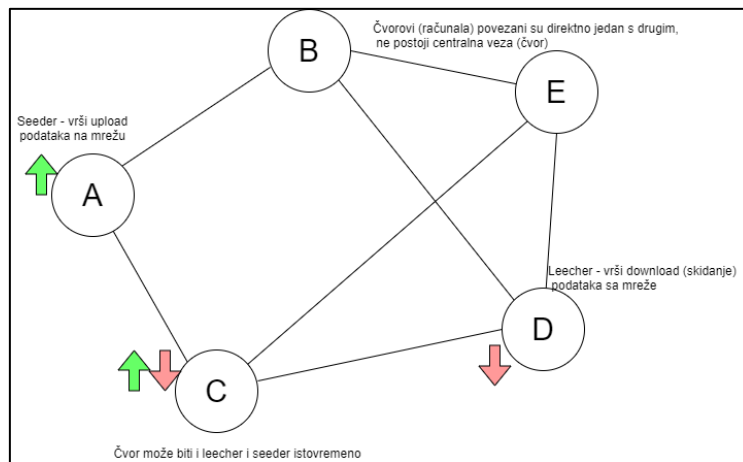 B
Čvorovi (računala) povezani su direktno jedan s drugim,
ne postoji centralna veza (čvor)
E
Seeder - vrši upload
podataka na mrežu
A
Leecher - vrši download (skidanje)
podataka sa mreže
D
C
Čvor može biti i leecher i seeder istovremeno